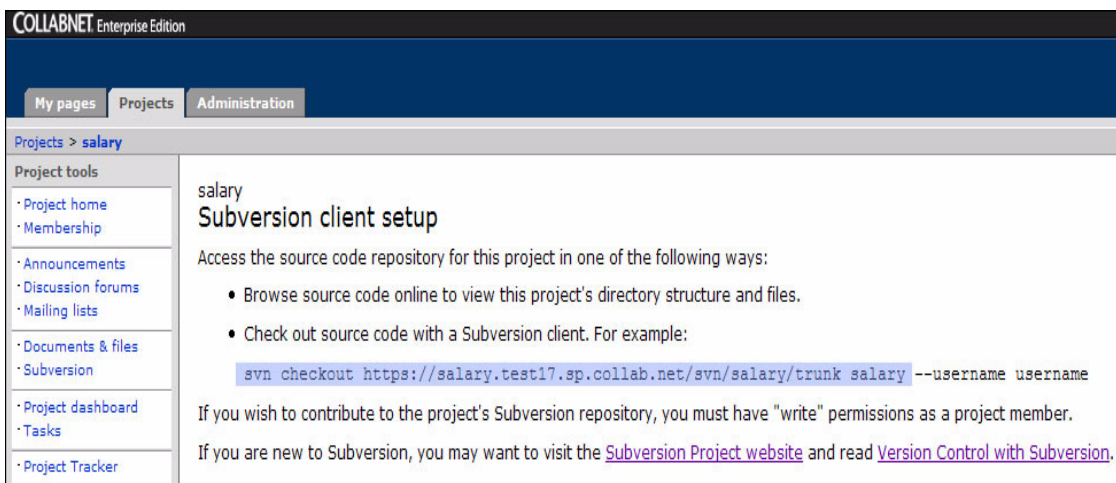 COLLABNET. Enterprise Edition
My pages Projects Administration
Projects > salary
Project tools
· Project home
· Membership
· Announcements
· Discussion forums
· Mailing lists
· Documents & files
· Subversion
· Project dashboard
· Tasks
· Project Tracker
salary
Subversion client setup
Access the source code repository for this project in one of the following ways:
• Browse source code online to view this project's directory structure and files.
• Check out source code with a Subversion client. For example:
svn checkout https://salary.test17.sp.collab.net/svn/salary/trunk salary --username username
If you wish to contribute to the project's Subversion repository, you must have "write" permissions as a project member.
If you are new to Subversion, you may want to visit the Subversion Project website and read Version Control with Subversion.